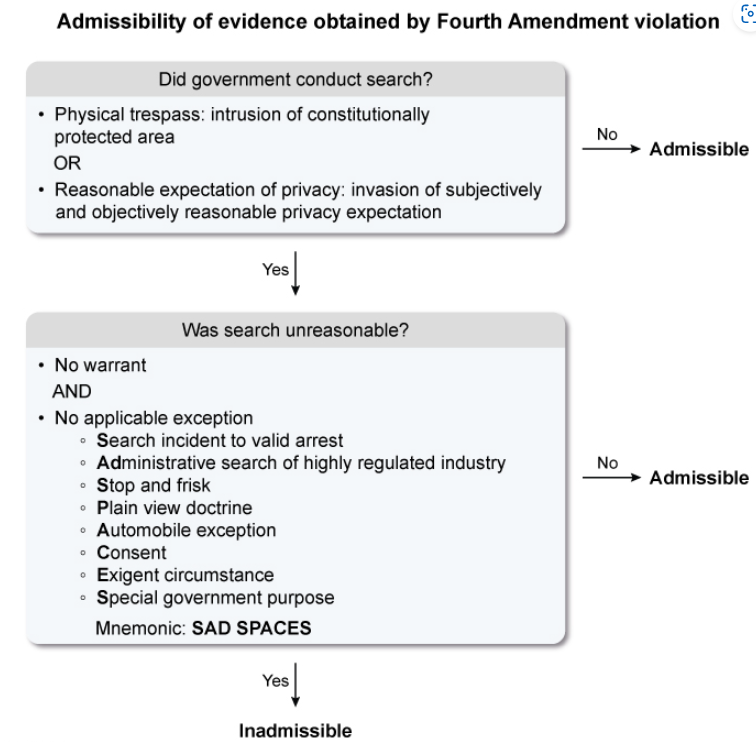 Admissibility of evidence obtained by Fourth Amendment violation
Did government conduct search?
• Physical trespass: intrusion of constitutionally
protected area
OR
• Reasonable expectation of privacy: invasion of subjectively
and objectively reasonable privacy expectation
No
Admissible
Yes
Was search unreasonable?
• No warrant
AND
• No applicable exception
◦ Search incident to valid arrest
◦ Administrative search of highly regulated industry
◦ Stop and frisk
◦ Plain view doctrine
◦ Automobile exception
◦ Consent
◦ Exigent circumstance
◦ Special government purpose
Mnemonic: SAD SPACES
No
Admissible
Yes
Inadmissible